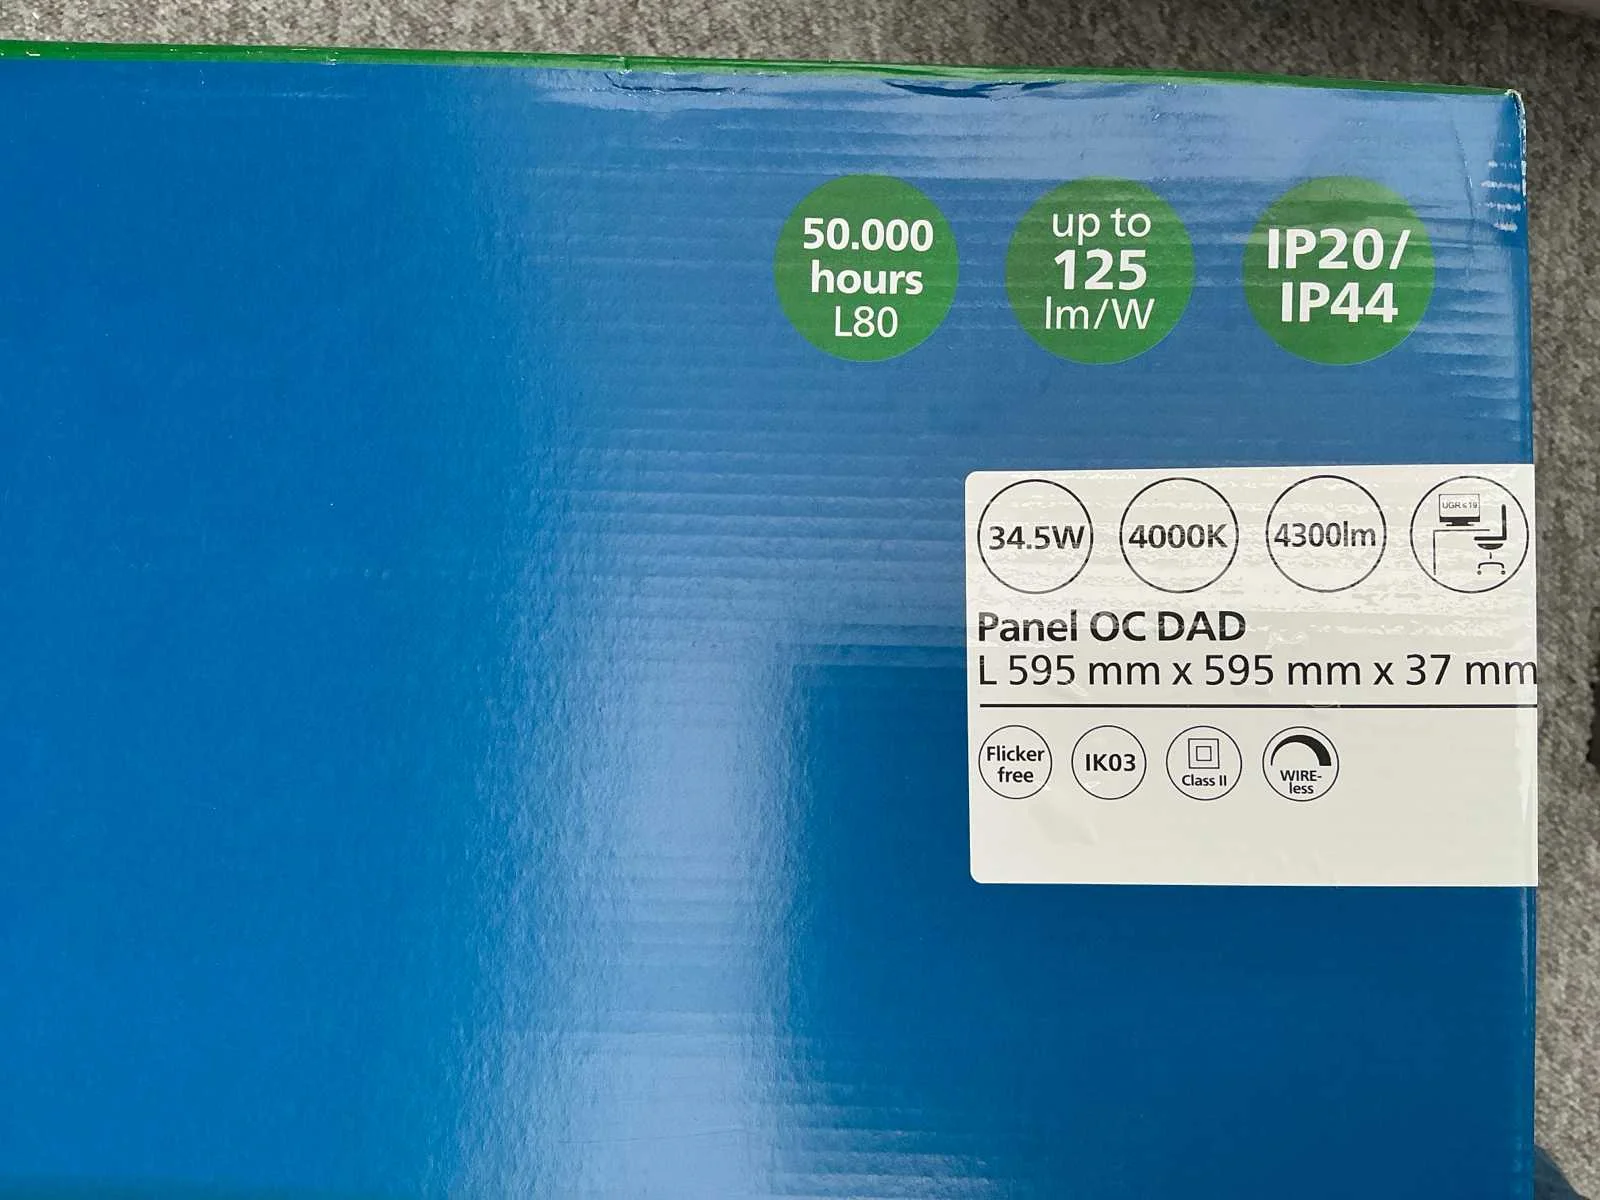 50.000
hours
L80
up to
125
lm/W
IP20/
IP44
34.5W
4000K
4300lm
UGR≤19
Panel OC DAD
L 595 mm x 595 mm x 37 mm
Flicker
free
IK03
Class II
WIRE-
less